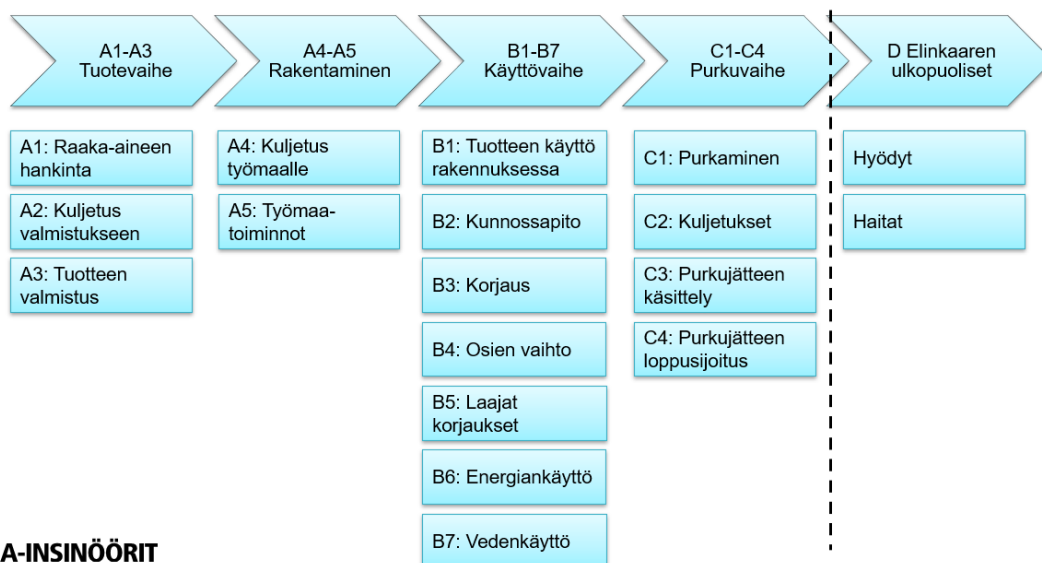 A1-A3
Tuotevaihe
A4-A5
Rakentaminen
B1-B7
Käyttövaihe
C1-C4
Purkuvaihe
D Elinkaaren
ulkopuoliset
A1: Raaka-aineen
hankinta
A2: Kuljetus
valmistukseen
A3: Tuotteen
valmistus
A4: Kuljetus
työmaalle
A5: Työmaa-
toiminnot
B1: Tuotteen käyttö
rakennuksessa
B2: Kunnossapito
B3: Korjaus
B4: Osien vaihto
B5: Laajat
korjaukset
B6: Energiankäyttö
B7: Vedenkäyttö
C1: Purkaminen
C2: Kuljetukset
C3: Purkujätteen
käsittely
C4: Purkujätteen
loppusijoitus
Hyödyt
Haitat
A-INSINÖÖRIT